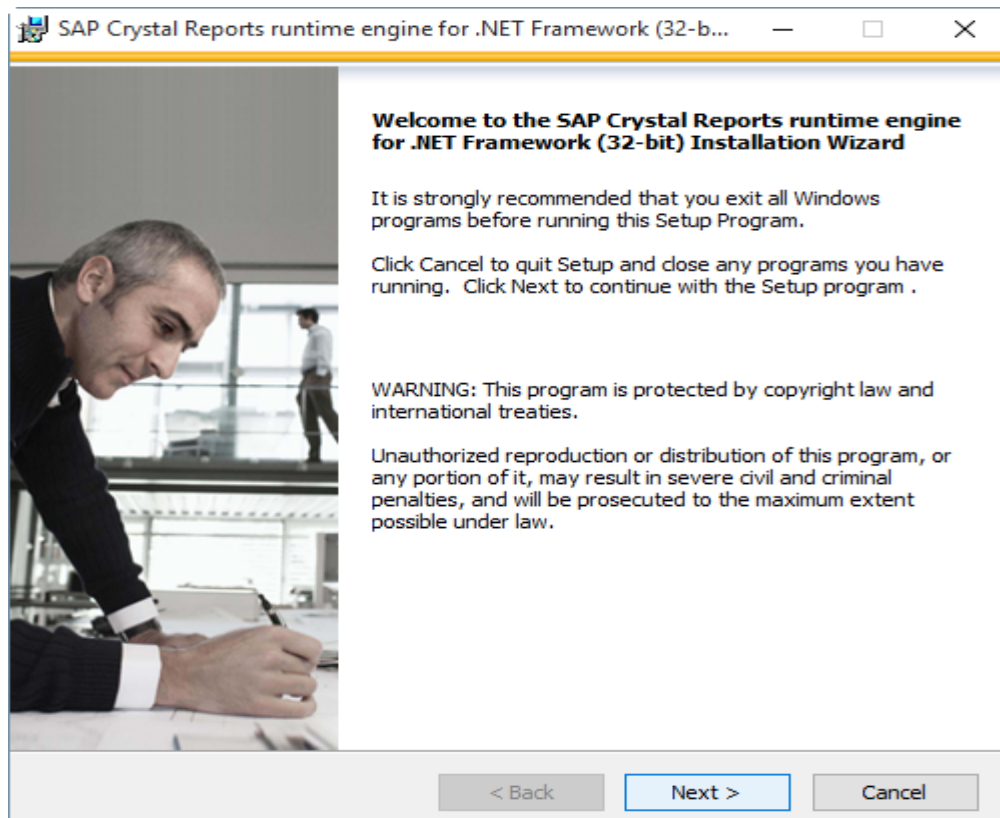 SAP Crystal Reports runtime engine for .NET Framework (32-b...
Welcome to the SAP Crystal Reports runtime engine
for .NET Framework (32-bit) Installation Wizard
It is strongly recommended that you exit all Windows
programs before running this Setup Program.
Click Cancel to quit Setup and close any programs you have
running.  Click Next to continue with the Setup program .
WARNING: This program is protected by copyright law and
international treaties.
Unauthorized reproduction or distribution of this program, or
any portion of it, may result in severe civil and criminal
penalties, and will be prosecuted to the maximum extent
possible under law.
< Back Next > Cancel